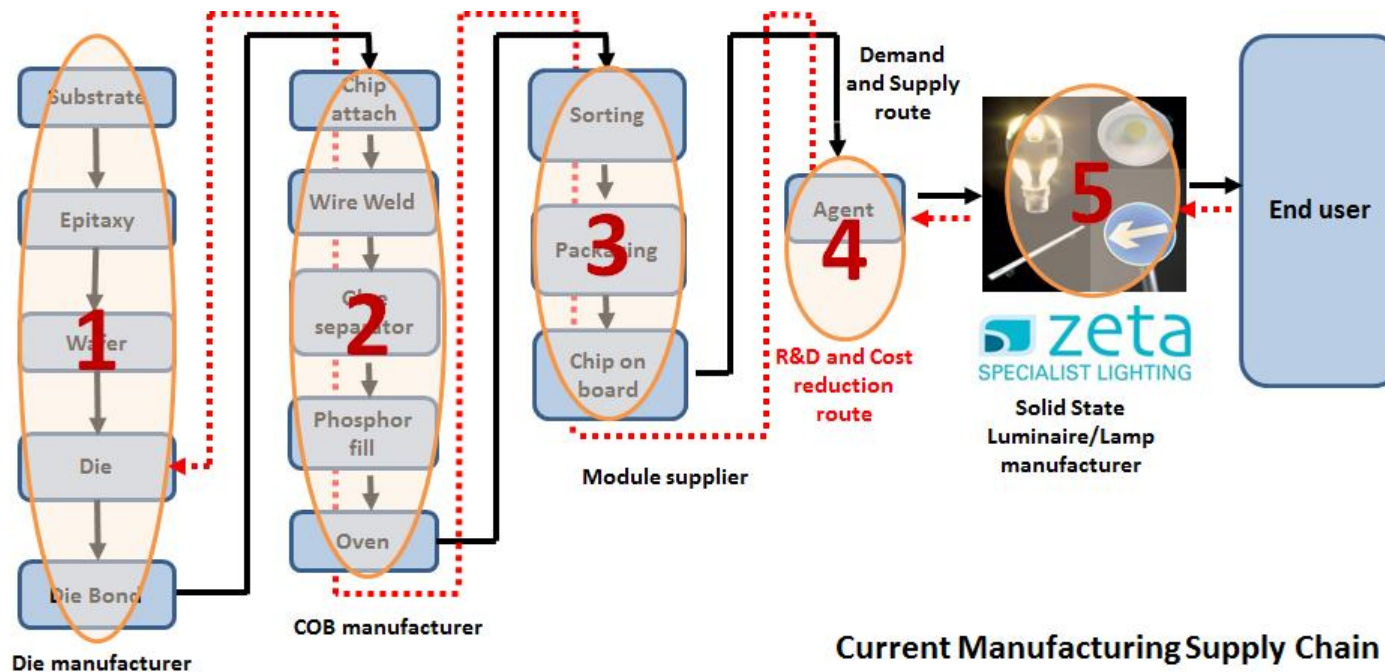 Substrate
Epitaxy
Wafer
1
Die
Die Bond
Die manufacturer
Chip
attach
Wire Weld
Glue
separator
2
Phosphor
fill
Oven
COB manufacturer
Sorting
Packaging
3
Chip on
board
Module supplier
Demand
and Supply
route
Agent
4
R&D and Cost
reduction
route
5
zeta
SPECIALIST LIGHTING
Solid State
Luminaire/Lamp
manufacturer
End user
Current Manufacturing Supply Chain